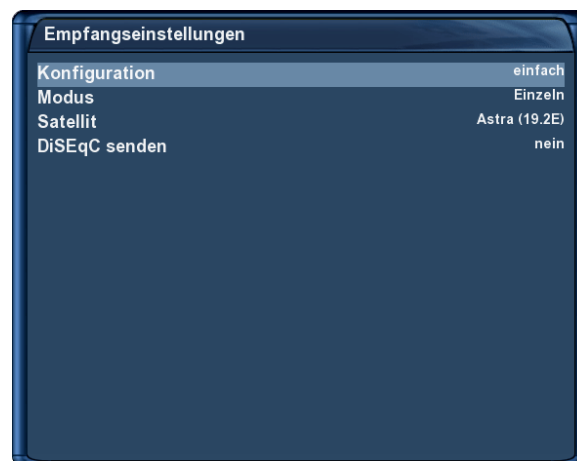 Empfangseinstellungen
Konfiguration einfach
Modus Einzeln
Satellit Astra (19.2E)
DiSEqC senden nein